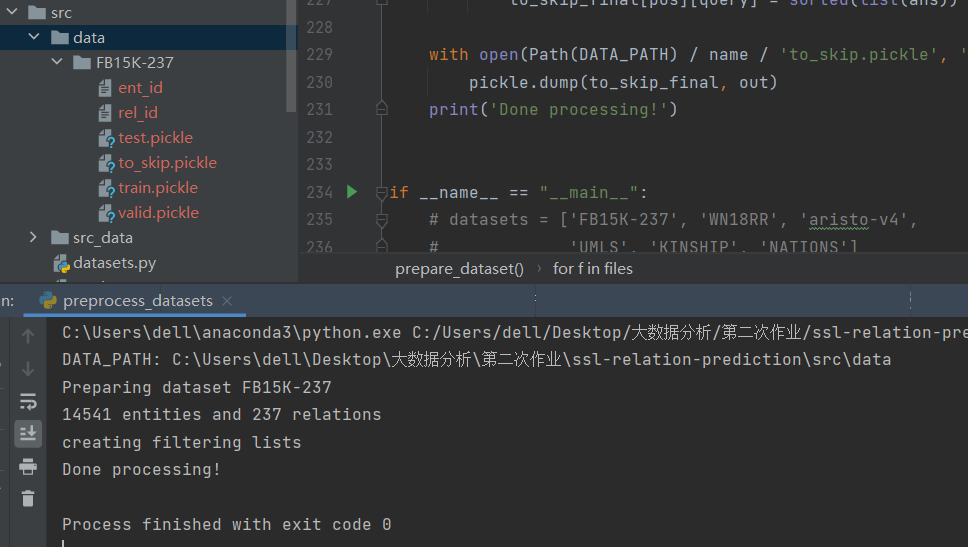 src
data
FB15K-237
ent_id
rel_id
test.pickle
to_skip.pickle
train.pickle
valid.pickle
src_data
datasets.py
227
to_skip_final[pos][query] = sorted(list(ans))
228
229 with open(Path(DATA_PATH) / name / 'to_skip.pickle', '
230 pickle.dump(to_skip_final, out)
231 print('Done processing!')
232
233
234 if __name__ == "__main__":
235 # datasets = ['FB15K-237', 'WN18RR', 'aristo-v4',
236 # 'UMLS', 'KINSHIP', 'NATIONS']
prepare_dataset() › for f in files
n: preprocess_datasets ×
C:\Users\dell\anaconda3\python.exe C:/Users/dell/Desktop/大数据分析/第二次作业/ssl-relation-pre
DATA_PATH: C:\Users\dell\Desktop\大数据分析\第二次作业\ssl-relation-prediction\src\data
Preparing dataset FB15K-237
14541 entities and 237 relations
creating filtering lists
Done processing!
Process finished with exit code 0